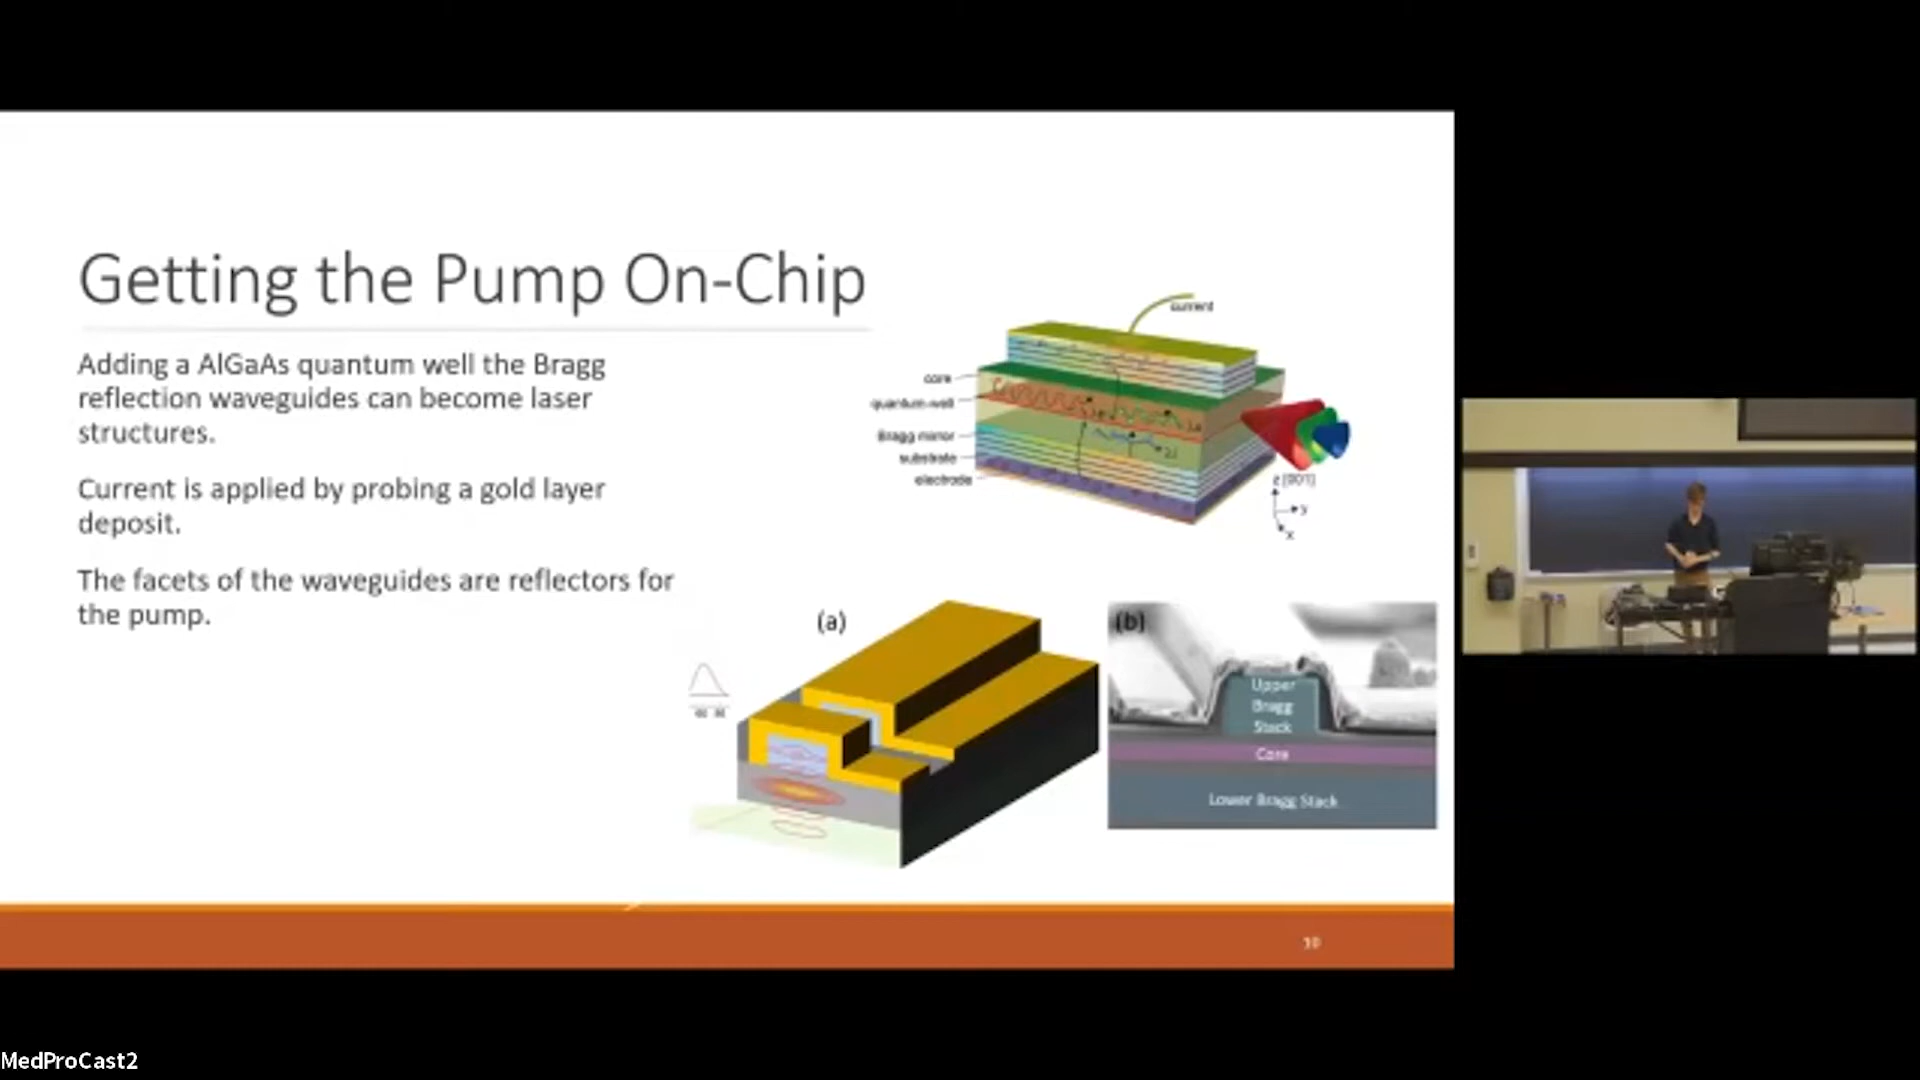 Getting the Pump On-Chip
Adding a AlGaAs quantum well the Bragg
reflection waveguides can become laser
structures.
Current is applied by probing a gold layer
deposit.
The facets of the waveguides are reflectors for
the pump.
current
core
quantum well
Bragg mirror
substrate
electrode
z [001]
y
x
(a)
(b)
Upper
Bragg
Stack
Core
Lower Bragg Stack
10
MedProCast2